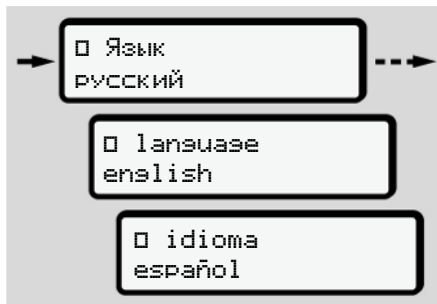 □ Язык
русский
□ language
english
□ idioma
español